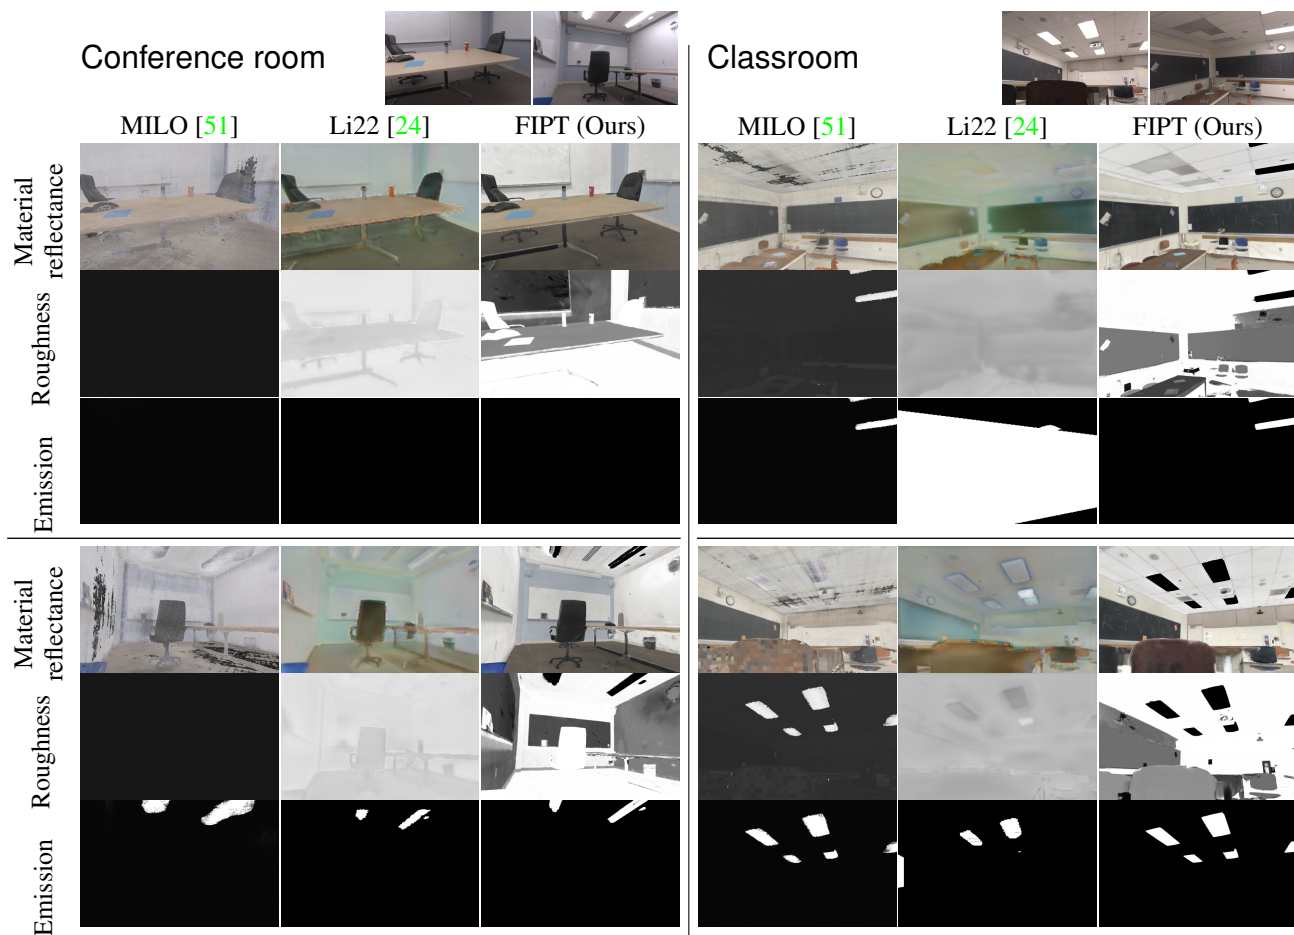 Conference room
Classroom
MILO [51]
Li22 [24]
FIPT (Ours)
MILO [51]
Li22 [24]
FIPT (Ours)
Material
reflectance
Roughness
Emission
Material
reflectance
Roughness
Emission